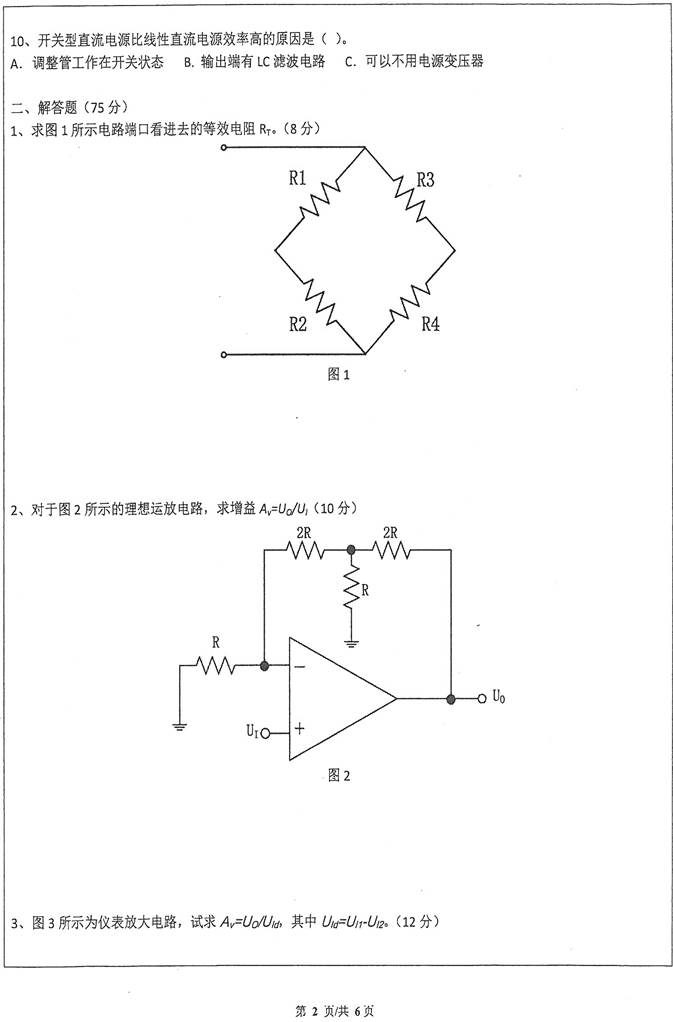 10、开关型直流电源比线性直流电源效率高的原因是（ ）。
A. 调整管工作在开关状态 B. 输出端有 LC 滤波电路 C. 可以不用电源变压器
二、解答题（75 分）
1、求图 1 所示电路端口看进去的等效电阻 RT。（8 分）
R1
R3
R2
R4
图 1
2、对于图 2 所示的理想运放电路，求增益 Av=UO/UI（10 分）
2R
2R
R
R
−
UI
+
UO
图 2
3、图 3 所示为仪表放大电路，试求 Av=UO/UId，其中 UId=UI1-UI2。（12 分）
第 2 页/共 6 页